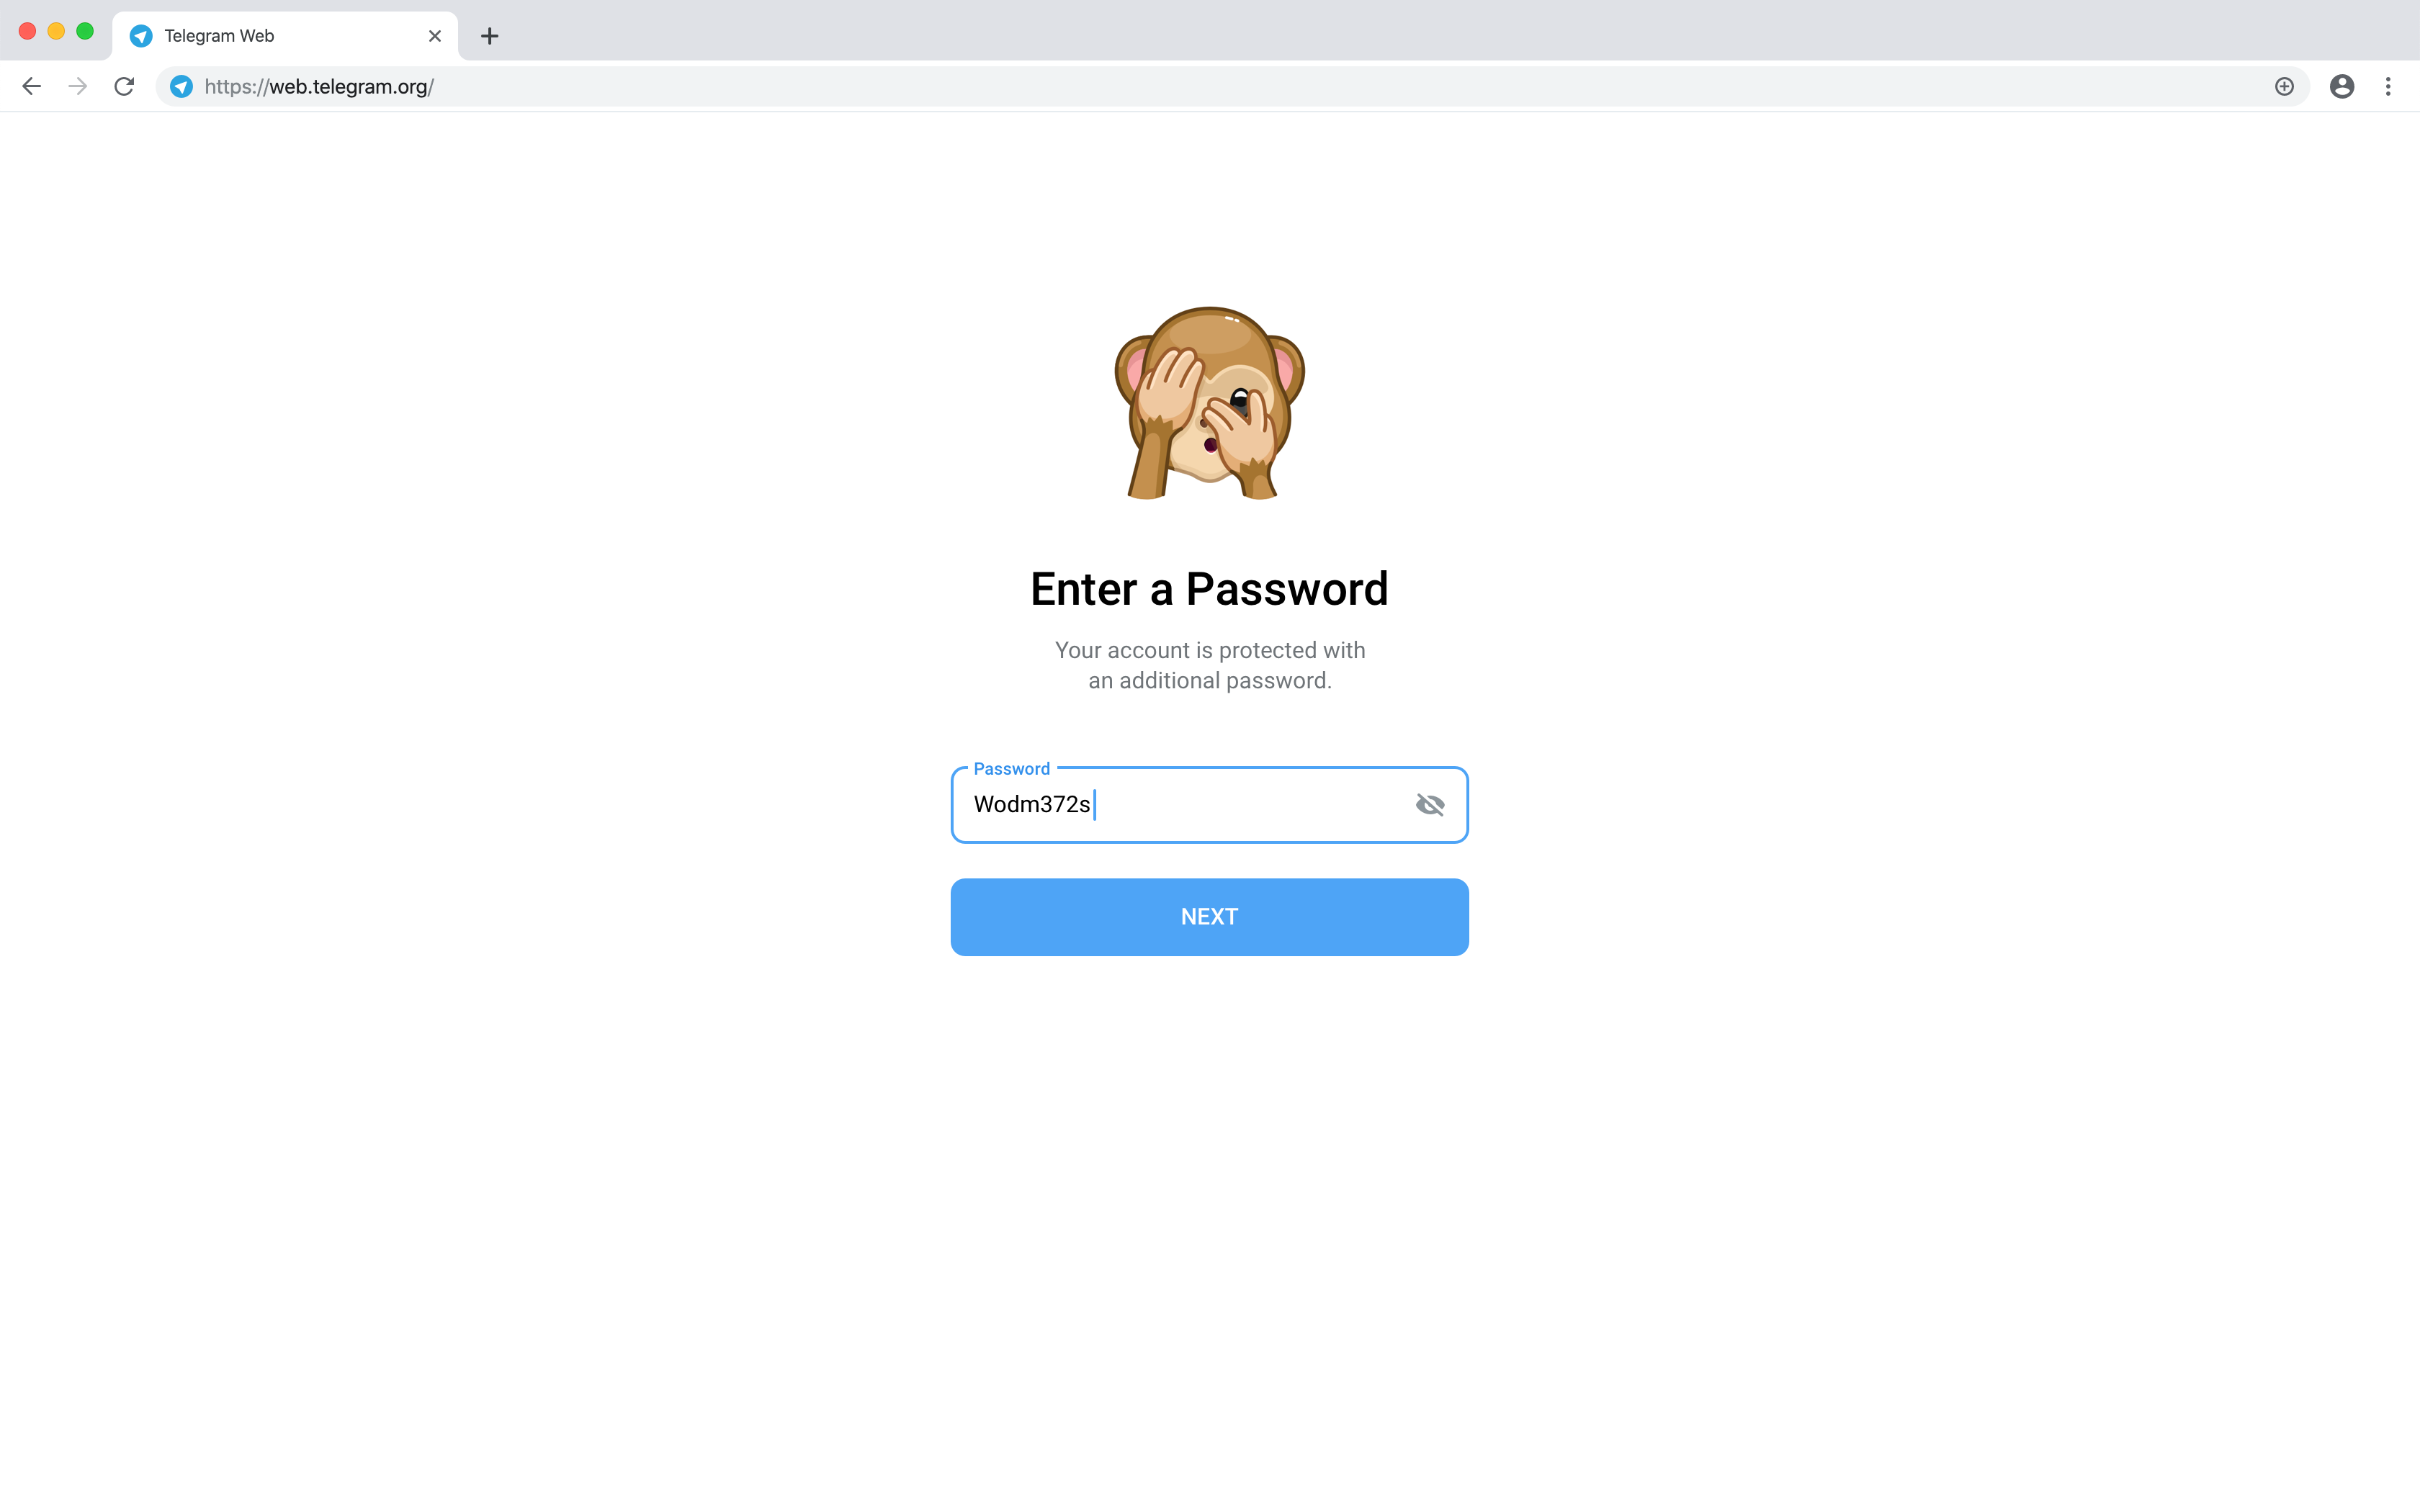 Telegram Web
https://web.telegram.org/
Enter a Password
Your account is protected with
an additional password.
Password
Wodm372s
NEXT